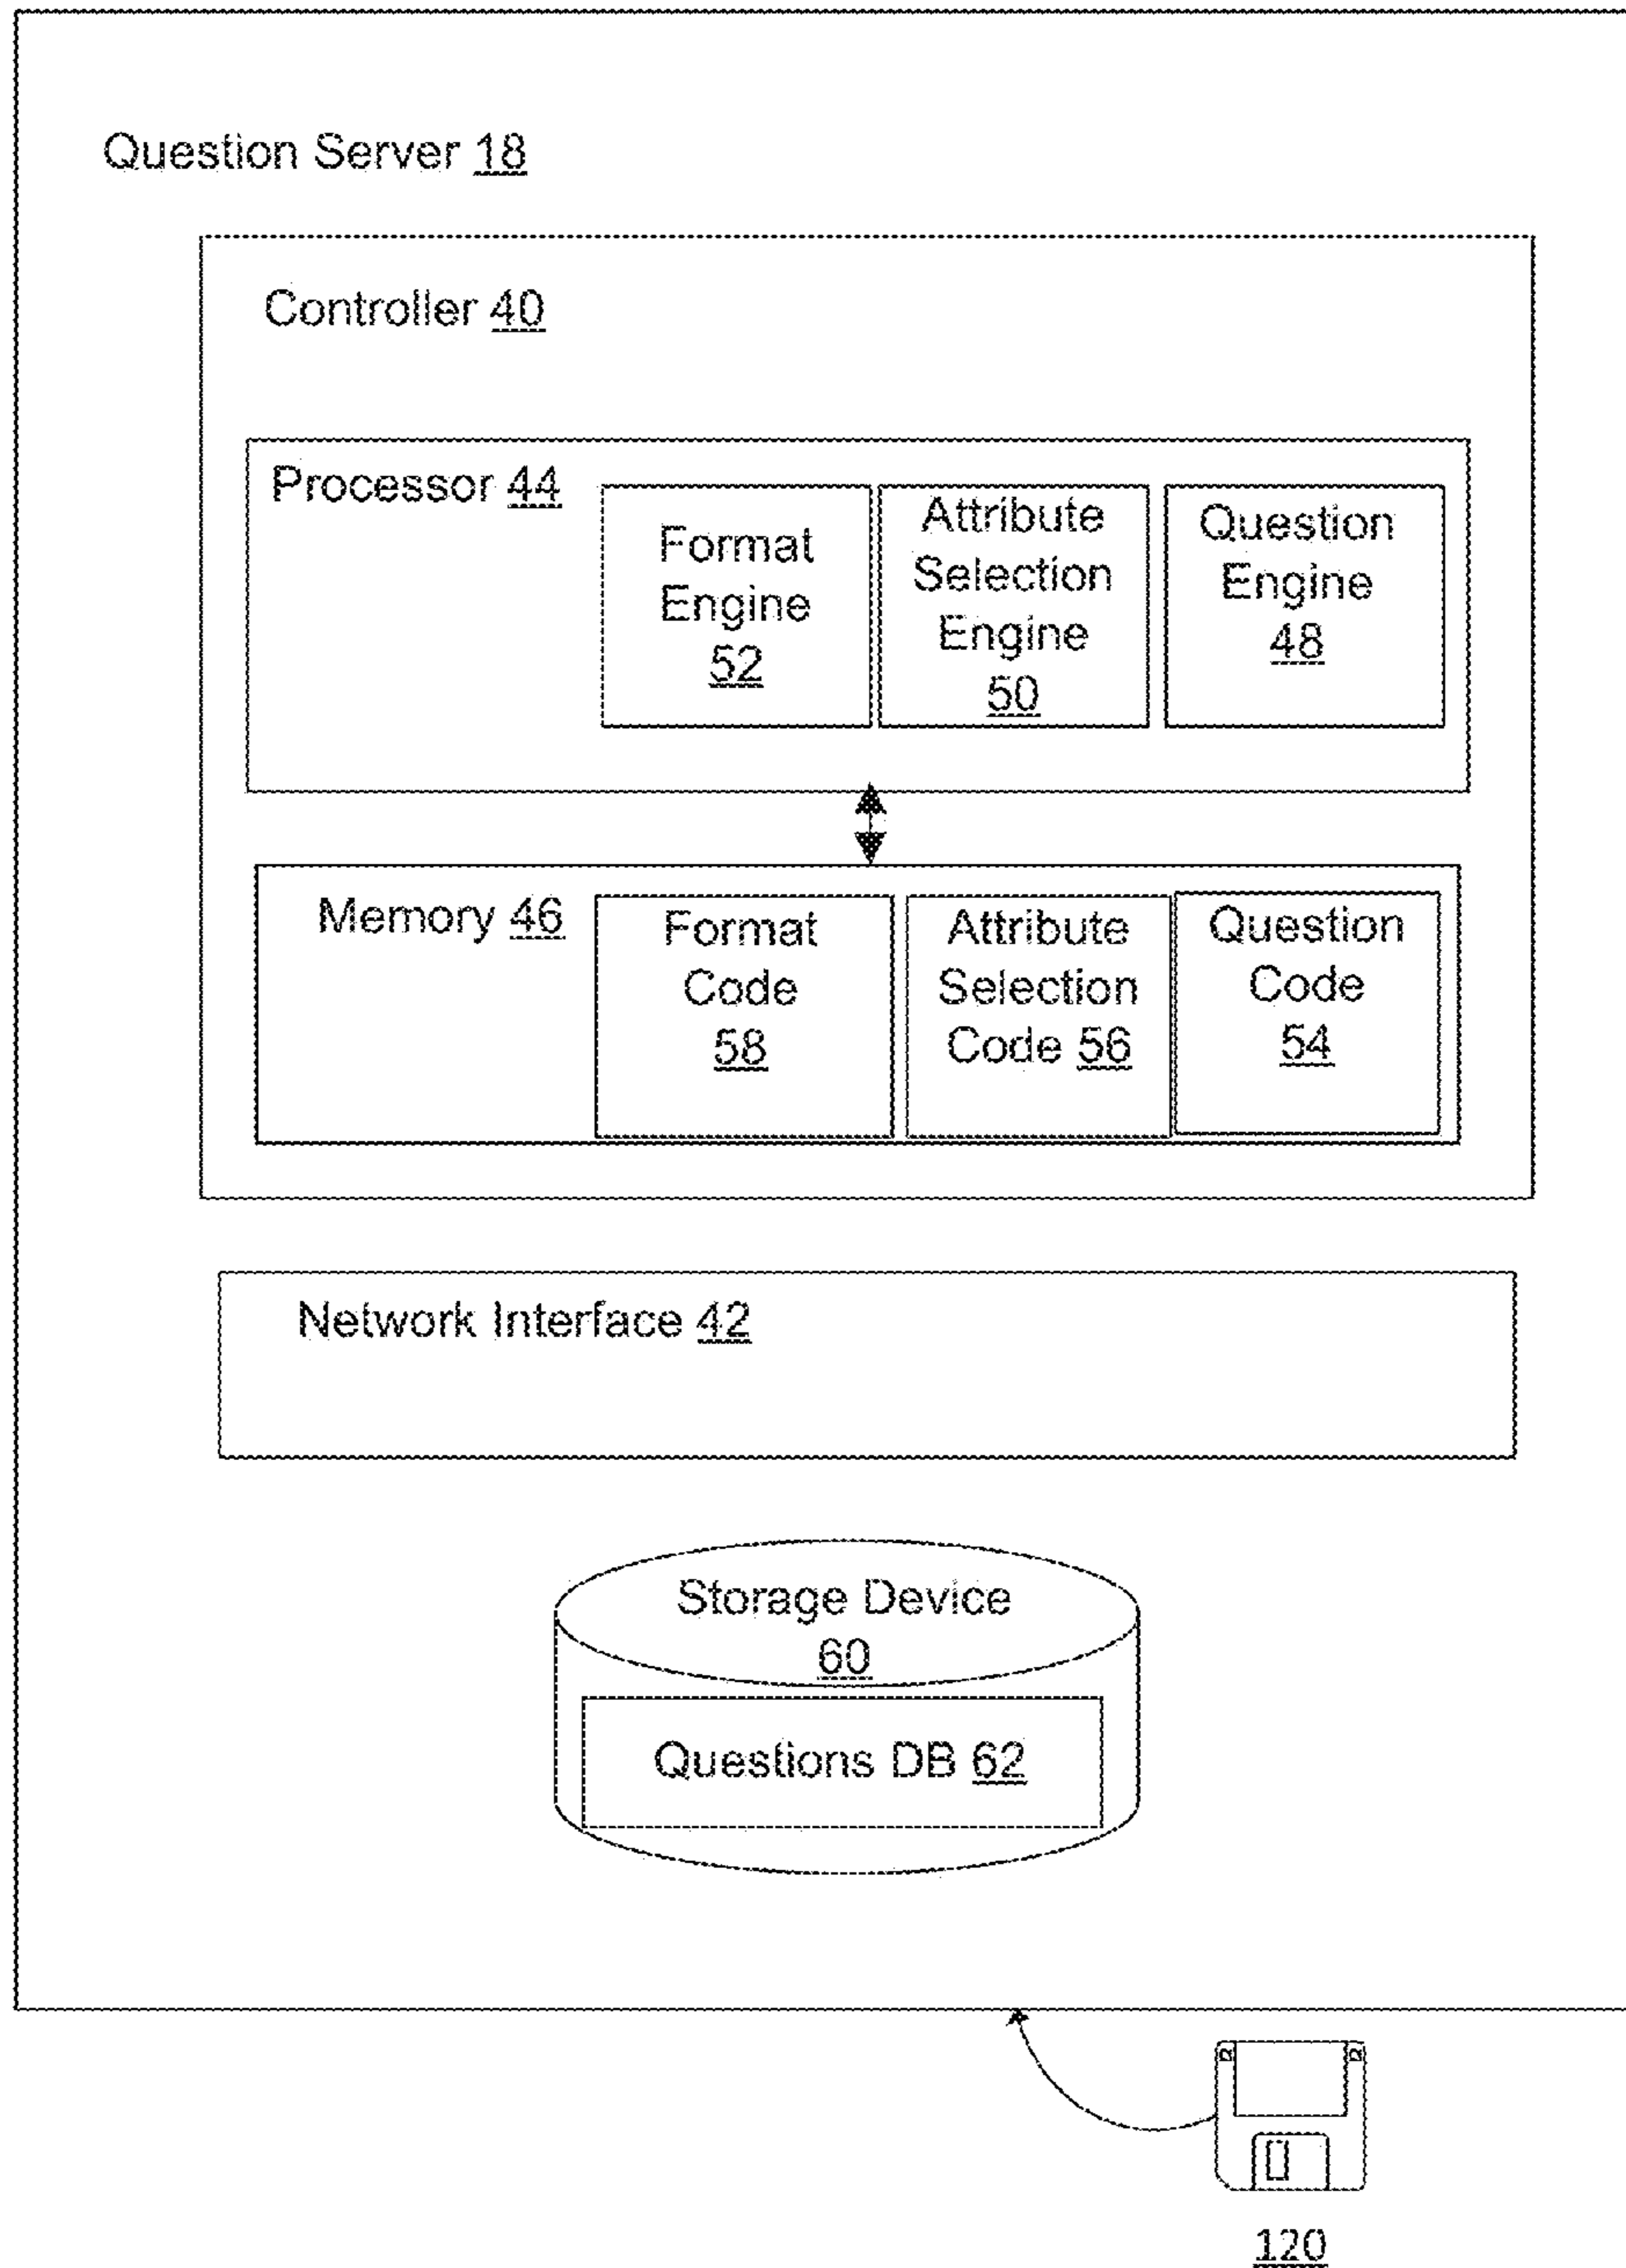 Question Server 18
Controller 40
Processor 44
Format
Engine
52
Attribute
Selection
Engine
50
Question
Engine
48
Memory 46
Format
Code
58
Attribute
Selection
Code 56
Question
Code
54
Network Interface 42
Storage Device
60
Questions DB 62
120